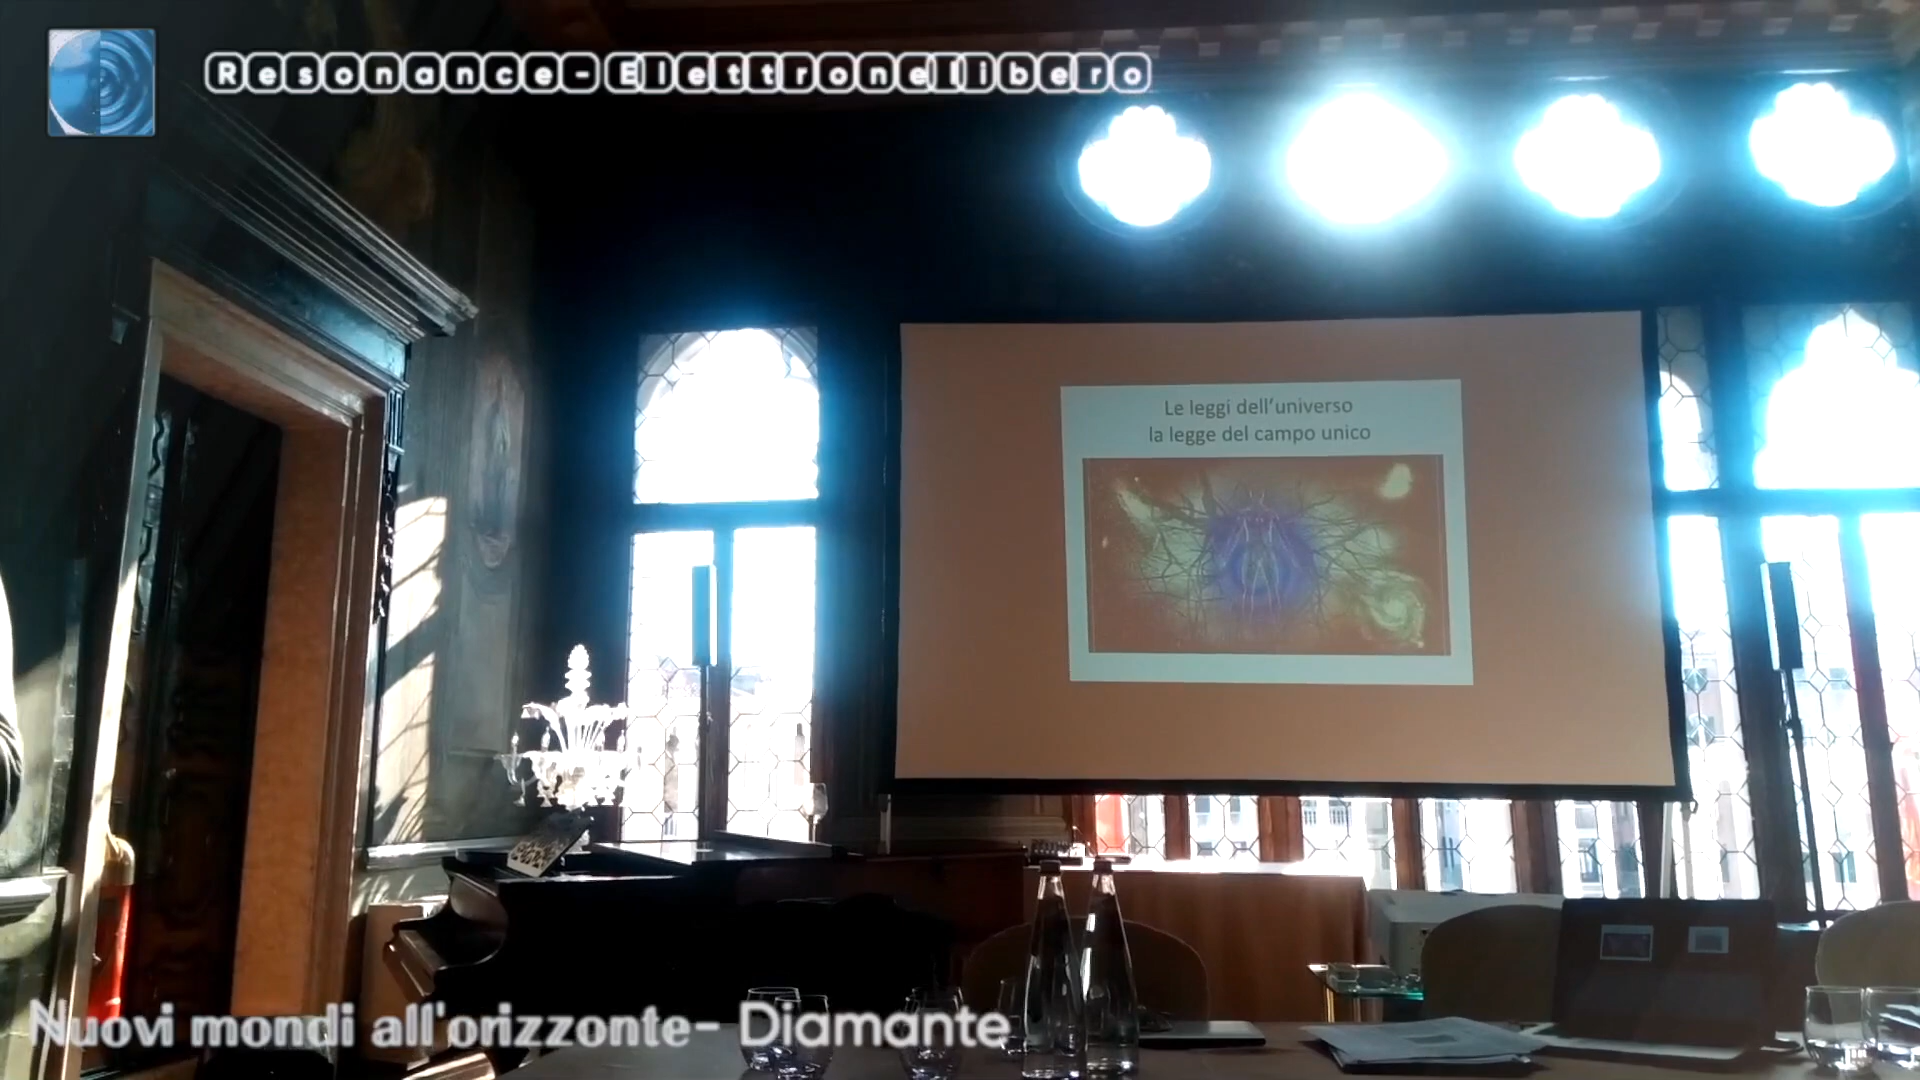 Resonance-Elettronelibero
Le leggi dell'universo
la legge del campo unico
Nuovi mondi all'orizzonte- Diamante